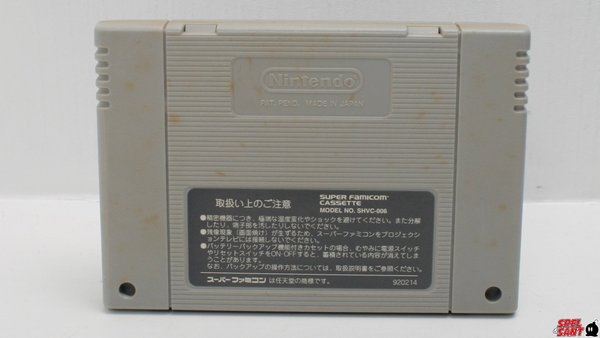 Nintendo
PAT. PEND. MADE IN JAPAN
取扱い上のご注意
SUPER FAMICOM™
CASSETTE
MODEL NO. SHVC-006
●精密機器につき、極端な温度変化やショックを避けてください。また分解
したり、端子部を汚したりしないでください。
●残像現象(画面焼け)が生ずるため、スーパーファミコンをプロジェクシ
ョンテレビには接続しないでください。
●バッテリーバックアップ機能付きカセットの場合、むやみに電源スイッチ
やリセットスイッチをON・OFFすると、蓄積されている内容が消えてしま
うことがあります。
なお、バックアップの操作方法については、取扱説明書をご参照ください。
スーパーファミコンは任天堂の商標です。
920214
SPEL
SANT